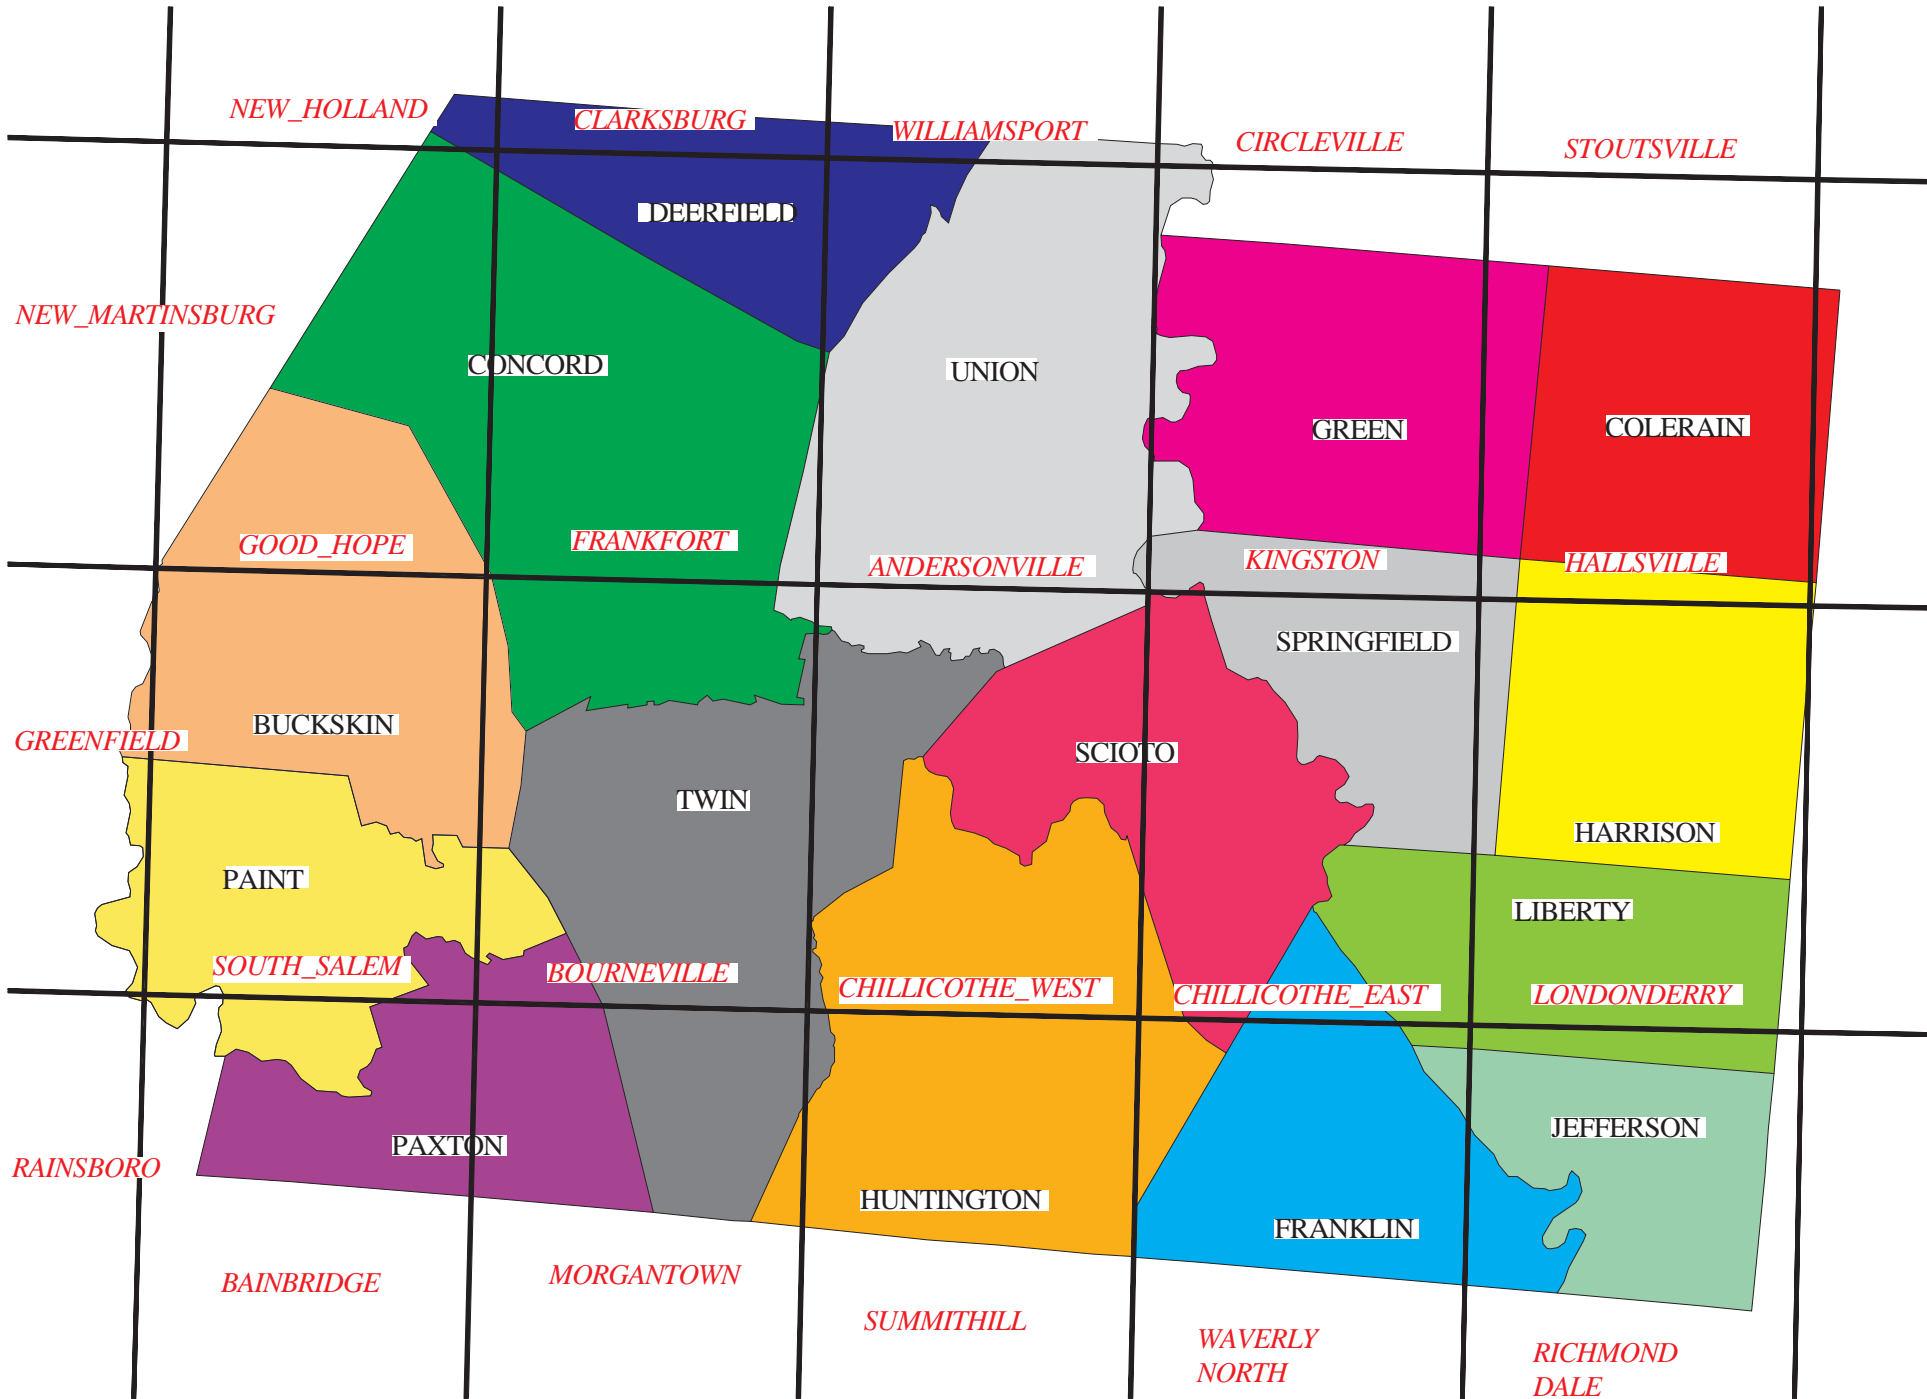 NEW_HOLLAND
CLARKSBURG
WILLIAMSPORT
CIRCLEVILLE
STOUTSVILLE
DEERFIELD
NEW_MARTINSBURG
CONCORD
UNION
GREEN
COLERAIN
GOOD_HOPE
FRANKFORT
ANDERSONVILLE
KINGSTON
HALLSVILLE
SPRINGFIELD
GREENFIELD
BUCKSKIN
SCIOTO
TWIN
HARRISON
PAINT
LIBERTY
SOUTH_SALEM
BOURNEVILLE
CHILLICOTHE_WEST
CHILLICOTHE_EAST
LONDONDERRY
JEFFERSON
RAINSBORO
PAXTON
HUNTINGTON
FRANKLIN
BAINBRIDGE
MORGANTOWN
SUMMITHILL
WAVERLY
NORTH
RICHMOND
DALE